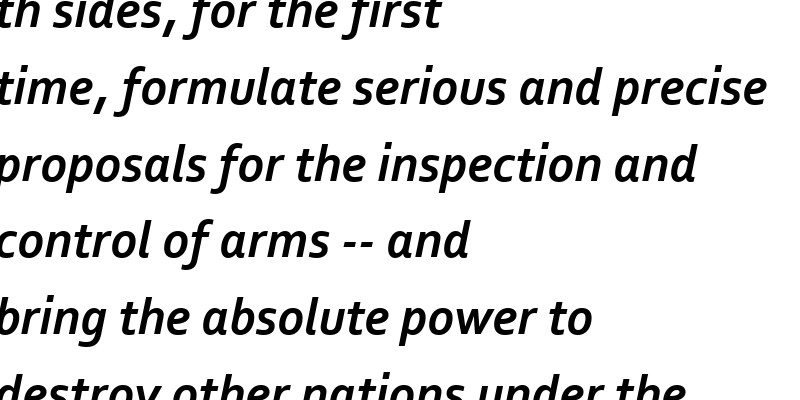 th sides, for the first
time, formulate serious and precise
proposals for the inspection and
control of arms -- and
bring the absolute power to
destroy other nations under the